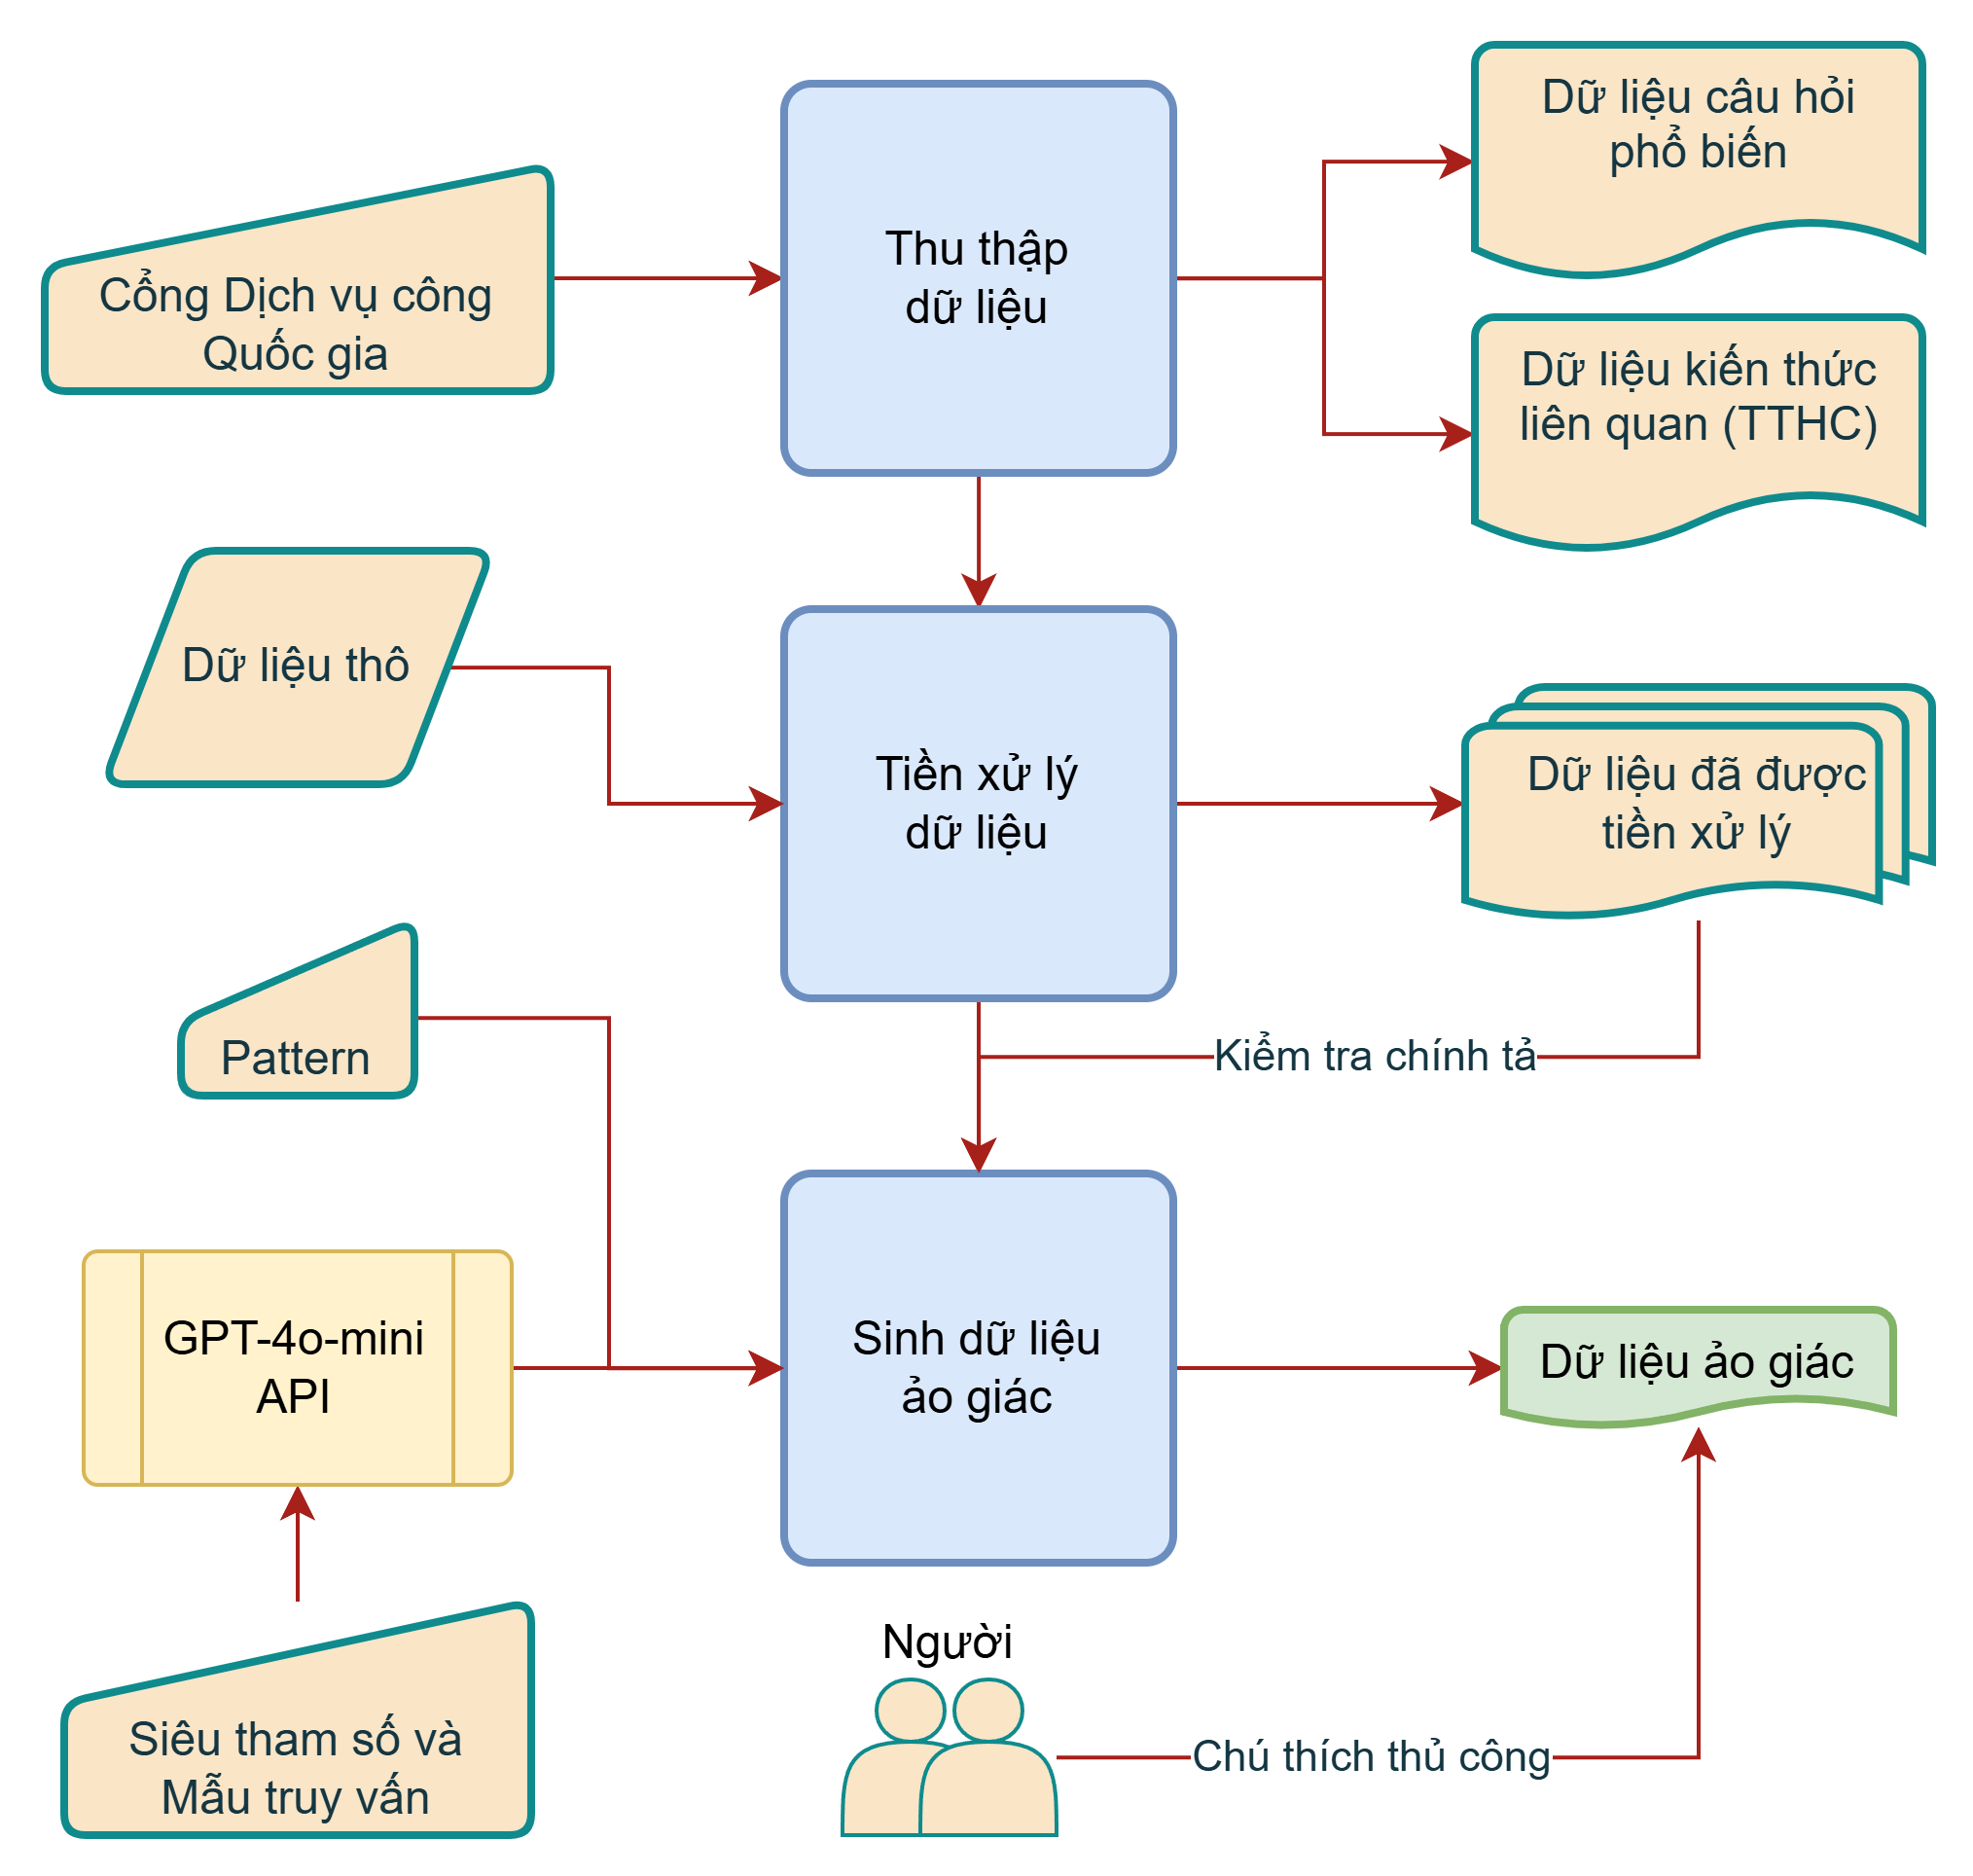 Cổng Dịch vụ công
Quốc gia
Thu thập
dữ liệu
Dữ liệu câu hỏi
phổ biến
Dữ liệu kiến thức
liên quan (TTHC)
Dữ liệu thô
Tiền xử lý
dữ liệu
Dữ liệu đã được
tiền xử lý
Pattern
Kiểm tra chính tả
GPT-4o-mini
API
Sinh dữ liệu
ảo giác
Dữ liệu ảo giác
Siêu tham số và
Mẫu truy vấn
Người
Chú thích thủ công